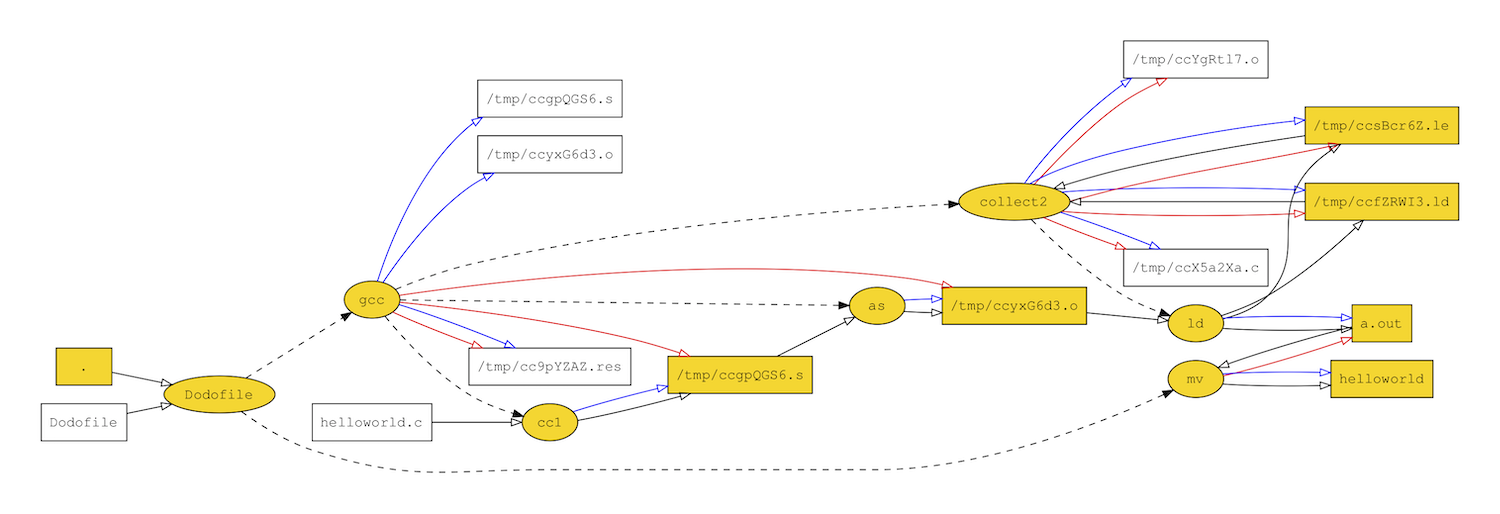 /tmp/ccYgRtl7.o
/tmp/ccgpQGS6.s
/tmp/ccsBcr6Z.le
/tmp/ccyxG6d3.o
collect2
/tmp/ccfZRWI3.ld
/tmp/ccX5a2Xa.c
gcc
as
/tmp/ccyxG6d3.o
ld
a.out
.
/tmp/cc9pYZAZ.res
/tmp/ccgpQGS6.s
mv
helloworld
Dodofile
Dodofile
helloworld.c
cc1